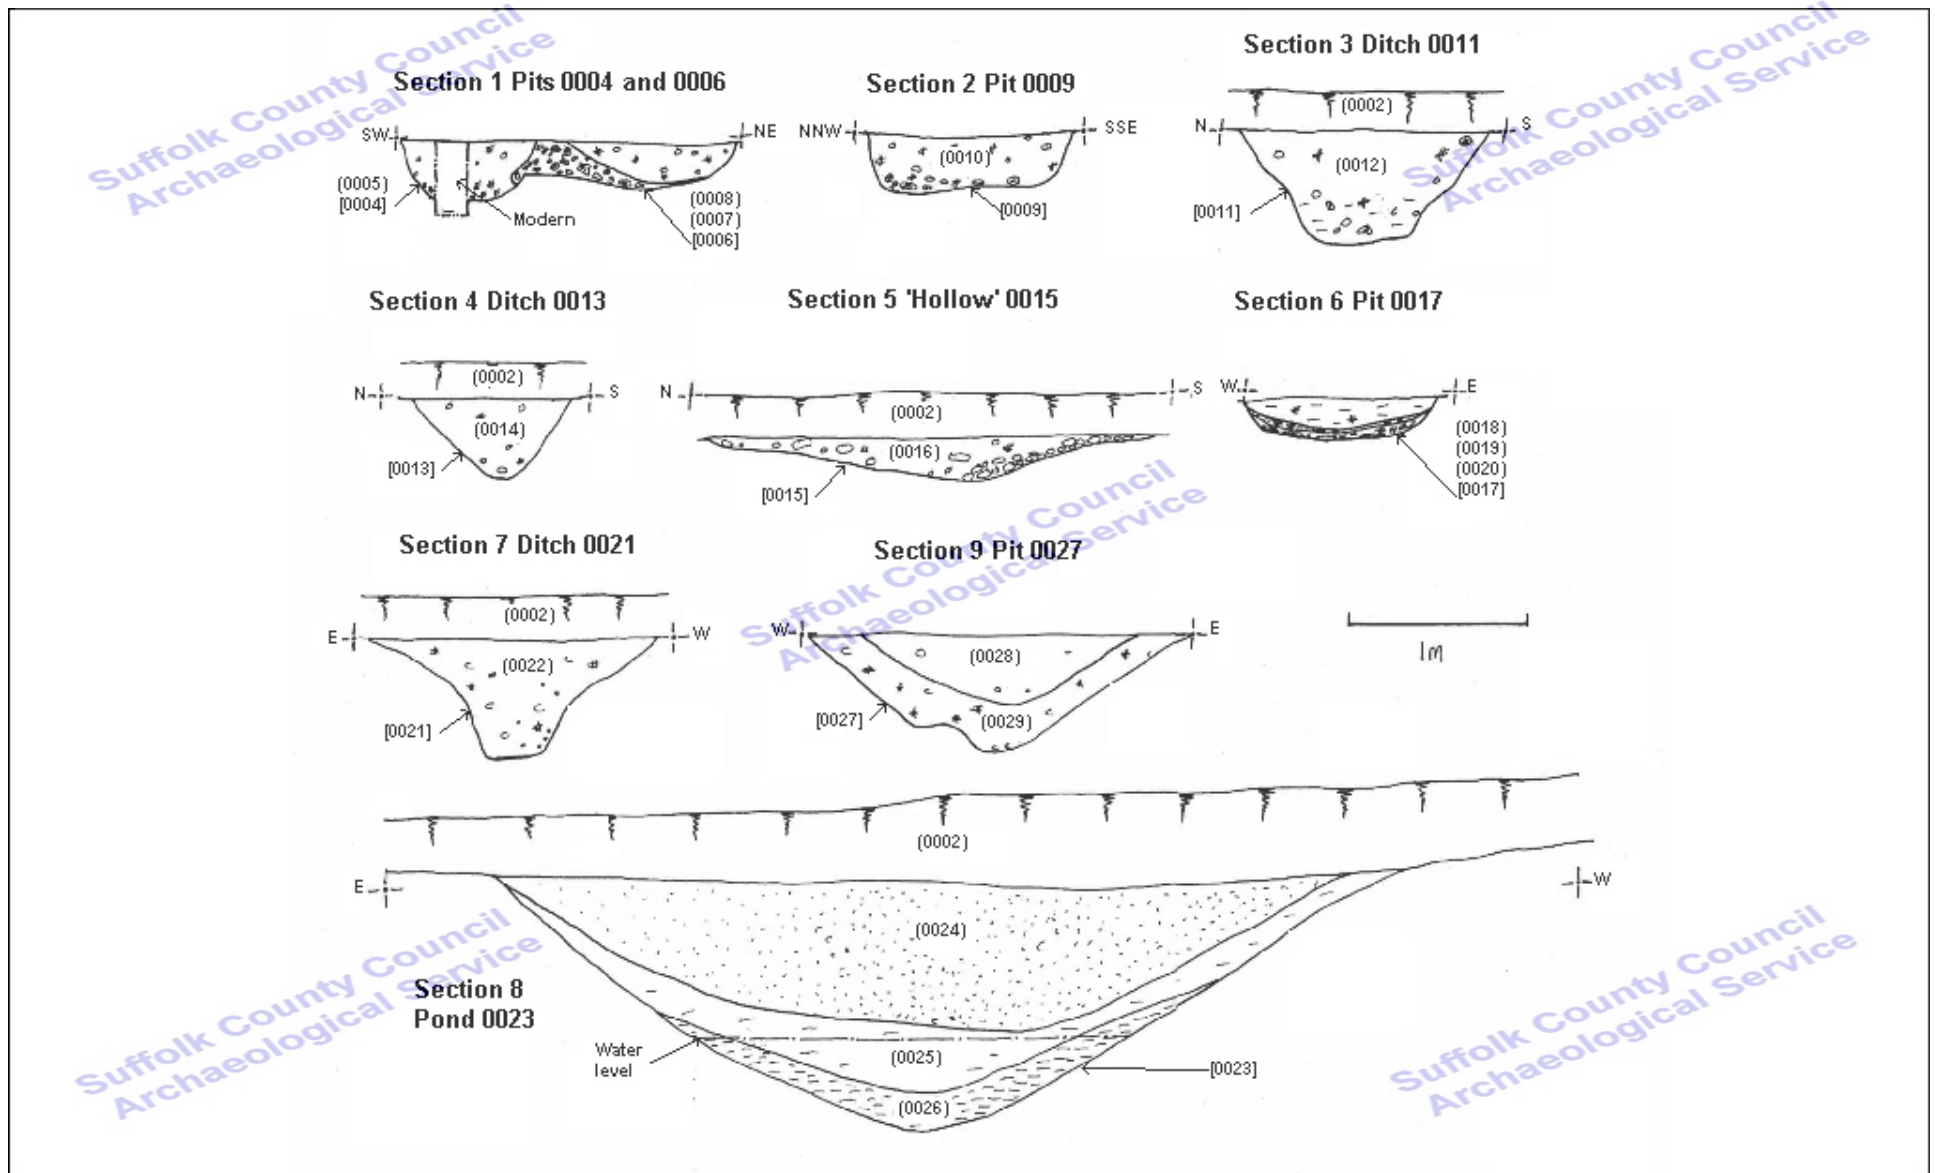 Suffolk County Council
Archaeological Service
Suffolk County Council
Archaeological Service
Section 1 Pits 0004 and 0006
SW
NE
(0005)
[0004]
Modern
(0008)
(0007)
[0006]
Section 2 Pit 0009
NNW
SSE
(0010)
[0009]
Section 3 Ditch 0011
(0002)
N
S
(0012)
[0011]
Section 4 Ditch 0013
(0002)
N
S
(0014)
[0013]
Section 5 'Hollow' 0015
N
S
(0002)
(0016)
[0015]
Section 6 Pit 0017
W
E
(0018)
(0019)
(0020)
[0017]
Suffolk County Council
Archaeological Service
Section 7 Ditch 0021
(0002)
E
W
(0022)
[0021]
Section 9 Pit 0027
W
E
(0028)
[0027]
(0029)
1m
(0002)
E
W
(0024)
Section 8
Pond 0023
Water
level
(0025)
[0023]
(0026)
Suffolk County Council
Archaeological Service
Suffolk County Council
Archaeological Service